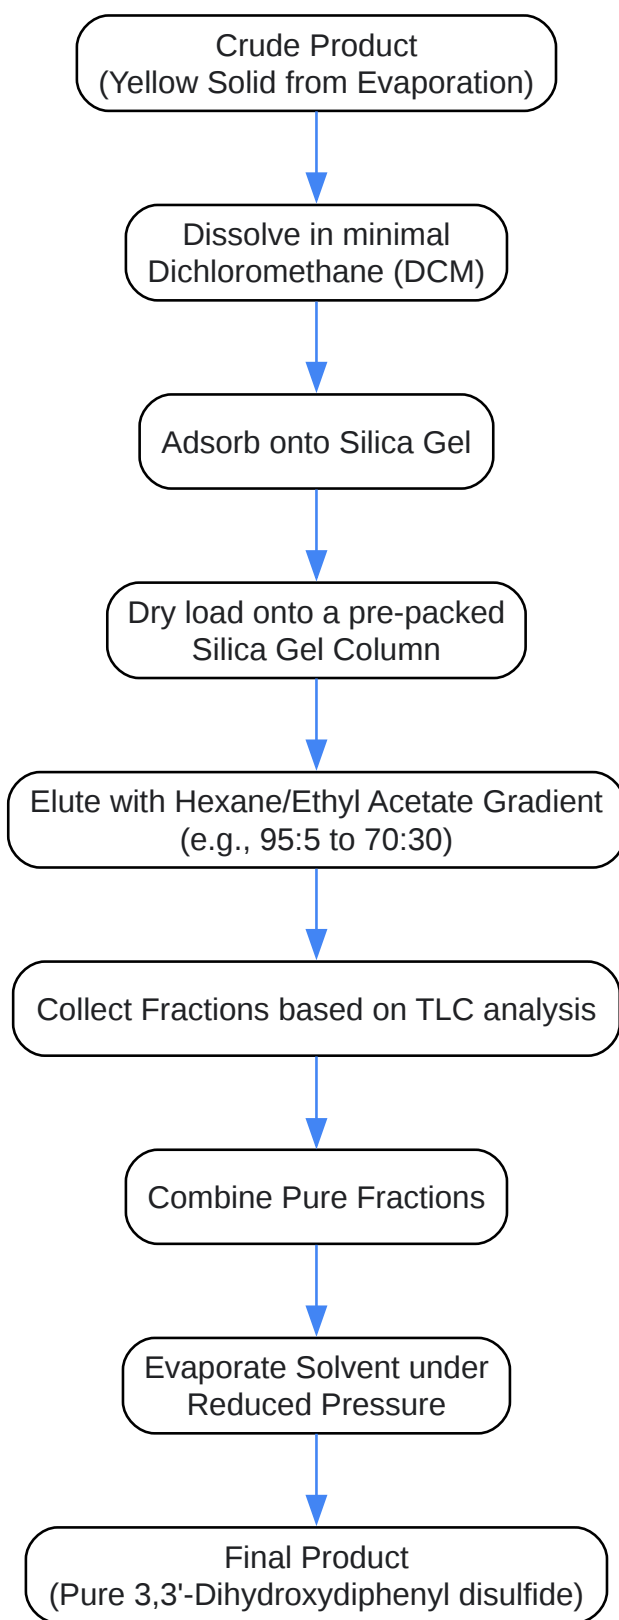 Crude Product
(Yellow Solid from Evaporation)
Dissolve in minimal
Dichloromethane (DCM)
Adsorb onto Silica Gel
Dry load onto a pre-packed
Silica Gel Column
Elute with Hexane/Ethyl Acetate Gradient
(e.g., 95:5 to 70:30)
Collect Fractions based on TLC analysis
Combine Pure Fractions
Evaporate Solvent under
Reduced Pressure
Final Product
(Pure 3,3'-Dihydroxydiphenyl disulfide)